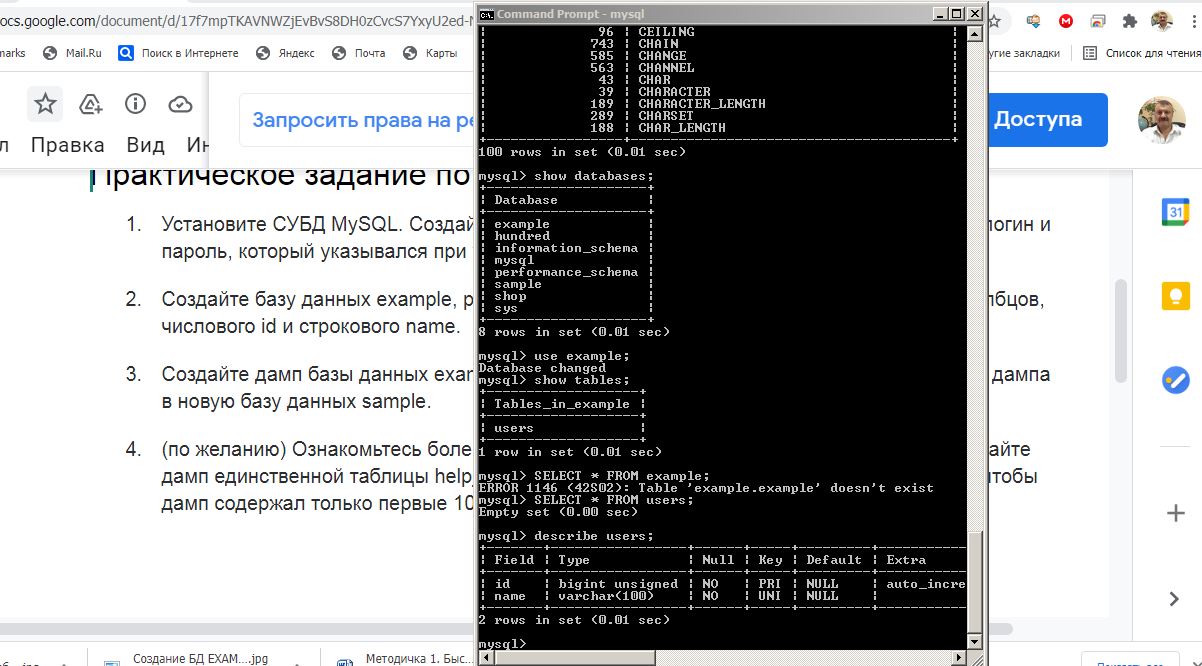 ocs.google.com/document/d/17f7mpTKAVNWZjEvBvS8DH0zCvcS7YxyU2ed-
marks Mail.Ru Поиск в Интернете Яндекс Почта Карты
угие закладки Список для чтения
Запросить права на ре
Доступа
Правка Вид Ин
Практическое задание по
1. Установите СУБД MySQL. Создай
логин и
пароль, который указывался при
2. Создайте базу данных example, р
лбцов,
числового id и строкового name.
3. Создайте дамп базы данных exam
дампа
в новую базу данных sample.
4. (по желанию) Ознакомьтесь боле
айте
дамп единственной таблицы help_
чтобы
дамп содержал только первые 10
31
Command Prompt - mysql
96 | CEILING
743 | CHAIN
585 | CHANGE
563 | CHANNEL
43 | CHAR
39 | CHARACTER
189 | CHARACTER_LENGTH
289 | CHARSET
188 | CHAR_LENGTH
100 rows in set (0.01 sec)
mysql> show databases;
| Database |
| example |
| hundred |
| information_schema |
| mysql |
| performance_schema |
| sample |
| shop |
| sys |
8 rows in set (0.01 sec)
mysql> use example;
Database changed
mysql> show tables;
| Tables_in_example |
| users |
1 row in set (0.01 sec)
mysql> SELECT * FROM example;
ERROR 1146 (42S02): Table 'example.example' doesn't exist
mysql> SELECT * FROM users;
Empty set (0.00 sec)
mysql> describe users;
| Field | Type | Null | Key | Default | Extra
| id | bigint unsigned | NO | PRI | NULL | auto_incre
| name | varchar(100) | NO | UNI | NULL |
2 rows in set (0.01 sec)
mysql>
Создание БД EXAM....jpg
Методичка 1. Быс...